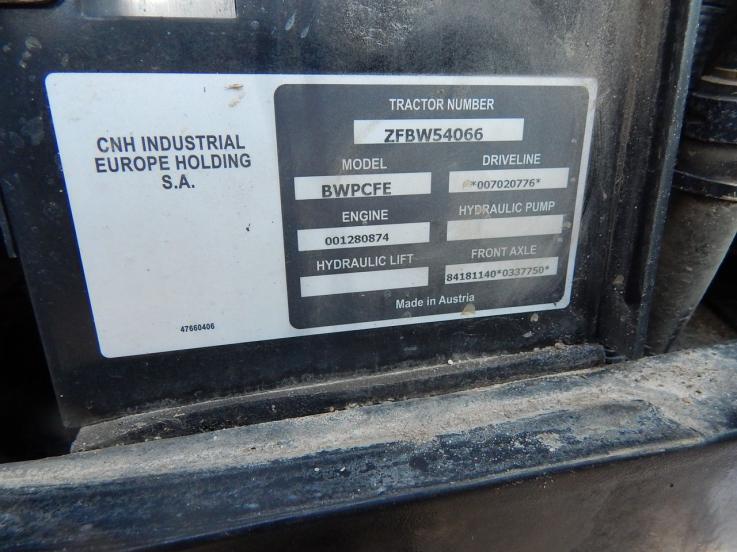 CNH INDUSTRIAL
EUROPE HOLDING
S.A.
47660406
TRACTOR NUMBER
ZFBW54066
MODEL
BWPCFE
DRIVELINE
*007020776*
ENGINE
001280874
HYDRAULIC PUMP
HYDRAULIC LIFT
FRONT AXLE
84181140*0337750*
Made in Austria